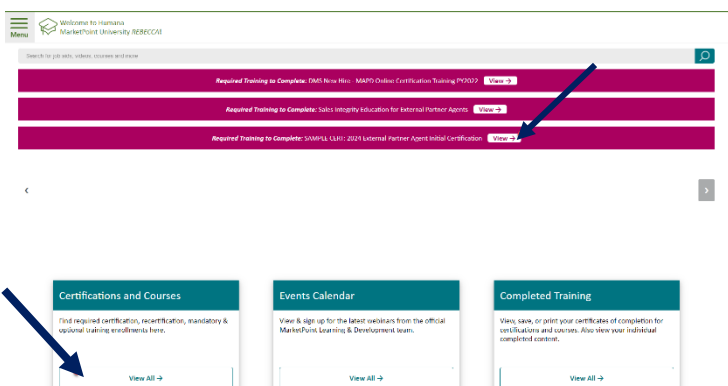 Menu
Welcome to Humana
MarketPoint University REBECCA!
Search for job aids, videos, courses and more
Required Training to Complete: DMS New Hire - MAPD Online Certification Training PY2022 View →
Required Training to Complete: Sales Integrity Education for External Partner Agents View →
Required Training to Complete: SAMPLE CERT: 2024 External Partner Agent Initial Certification View →
Certifications and Courses
Find required certification, recertification, mandatory &
optional training enrollments here.
View All →
Events Calendar
View & sign up for the latest webinars from the official
MarketPoint Learning & Development team.
View All →
Completed Training
View, save, or print your certificates of completion for
certifications and courses. Also view your individual
completed content.
View All →